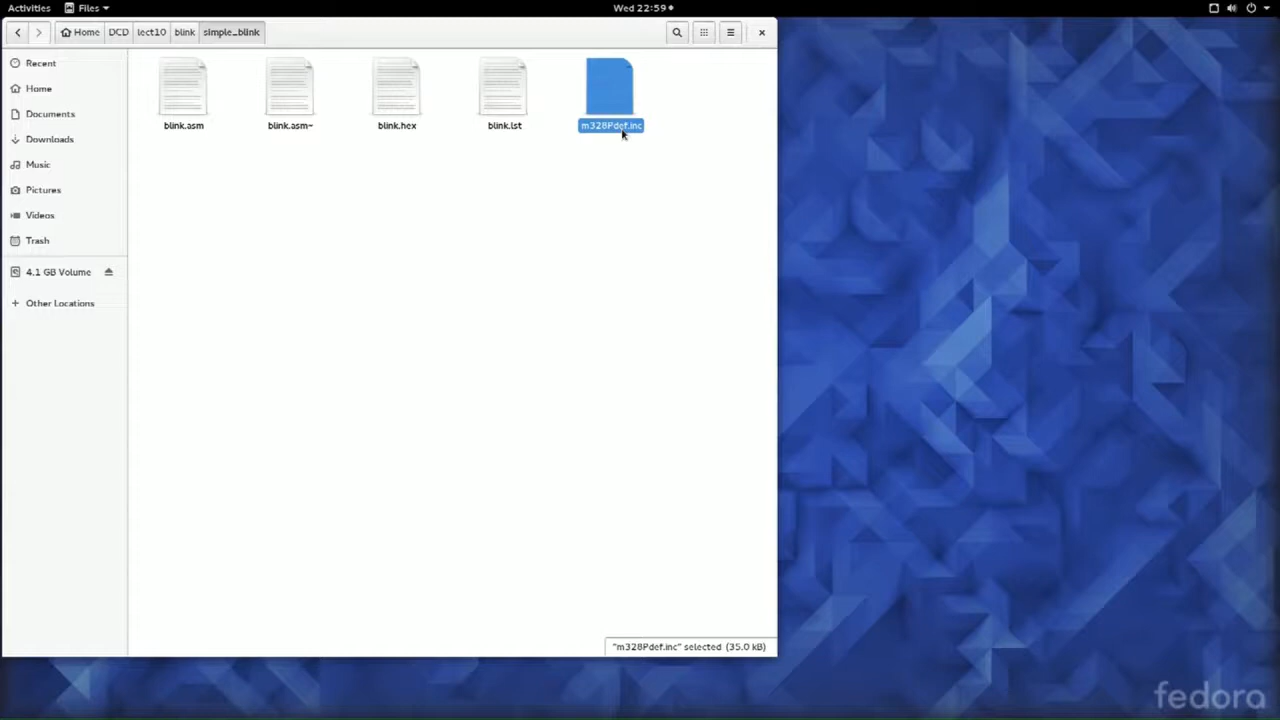 Activities Files Wed 22:59
Home DCD lect10 blink simple_blink
Recent
Home
Documents
Downloads
Music
Pictures
Videos
Trash
4.1 GB Volume
+ Other Locations
blink.asm blink.asm~ blink.hex blink.lst m328Pdef.inc
"m328Pdef.inc" selected (35.0 kB)
fedora